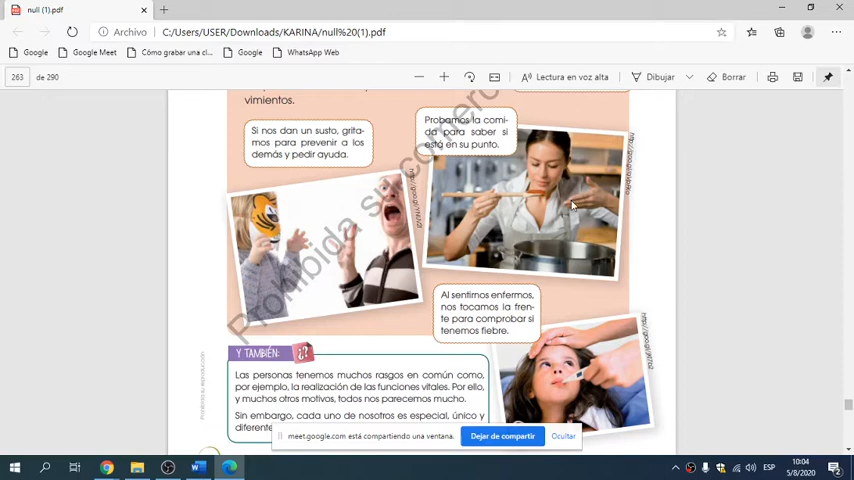 null (1).pdf
Archivo
C:/Users/USER/Downloads/KARINA/null%20(1).pdf
Google
Google Meet
Cómo grabar una cl...
Google
WhatsApp Web
263
de 290
Lectura en voz alta
Dibujar
Borrar
vimientos.
Si nos dan un susto, grita-
mos para prevenir a los
demás y pedir ayuda.
Probamos la comi-
da para saber si
está en su punto.
Prohibida su comerc
Al sentirnos enfermos,
nos tocamos la fren-
te para comprobar si
tenemos fiebre.
Y TAMBIÉN:
Las personas tenemos muchos rasgos en común como,
por ejemplo, la realización de las funciones vitales. Por ello,
y muchos otros motivos, todos nos parecemos mucho.
Sin embargo, cada uno de nosotros es especial, único y
diferente
Prohibida su reproducción
meet.google.com está compartiendo una ventana.
Dejar de compartir
Ocultar
ESP
10:04
5/8/2020
2